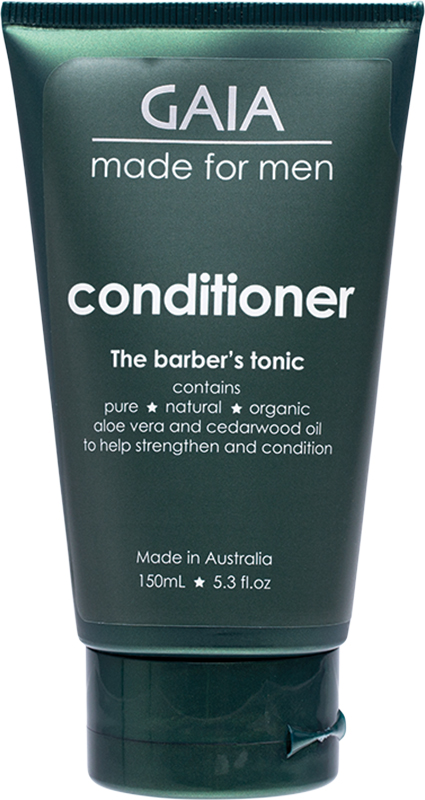 GAIA
made for men
conditioner
The barber's tonic
contains
pure ★ natural ★ organic
aloe vera and cedarwood oil
to help strengthen and condition
Made in Australia
150mL ★ 5.3 fl.oz